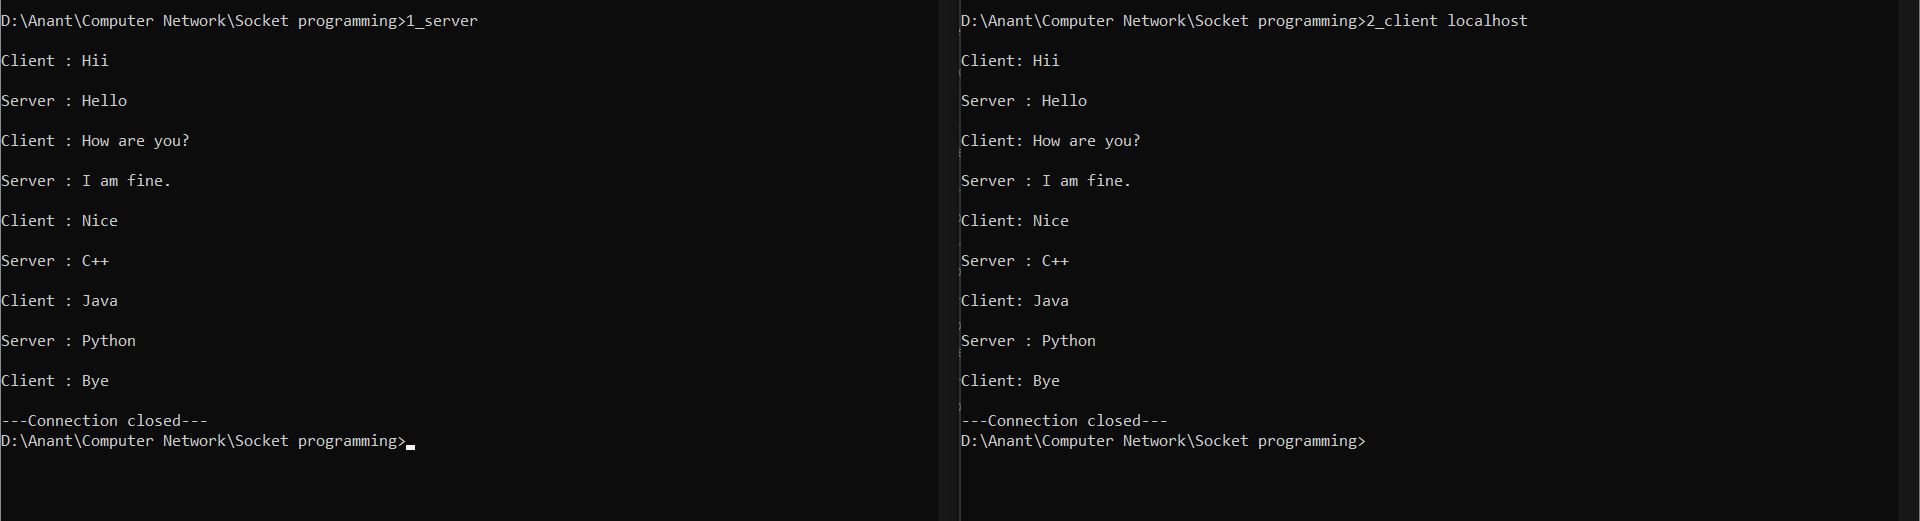 D:\Anant\Computer Network\Socket programming>1_server
Client : Hii
Server : Hello
Client : How are you?
Server : I am fine.
Client : Nice
Server : C++
Client : Java
Server : Python
Client : Bye
---Connection closed---
D:\Anant\Computer Network\Socket programming>
D:\Anant\Computer Network\Socket programming>2_client localhost
Client: Hii
Server : Hello
Client: How are you?
Server : I am fine.
Client: Nice
Server : C++
Client: Java
Server : Python
Client: Bye
---Connection closed---
D:\Anant\Computer Network\Socket programming>